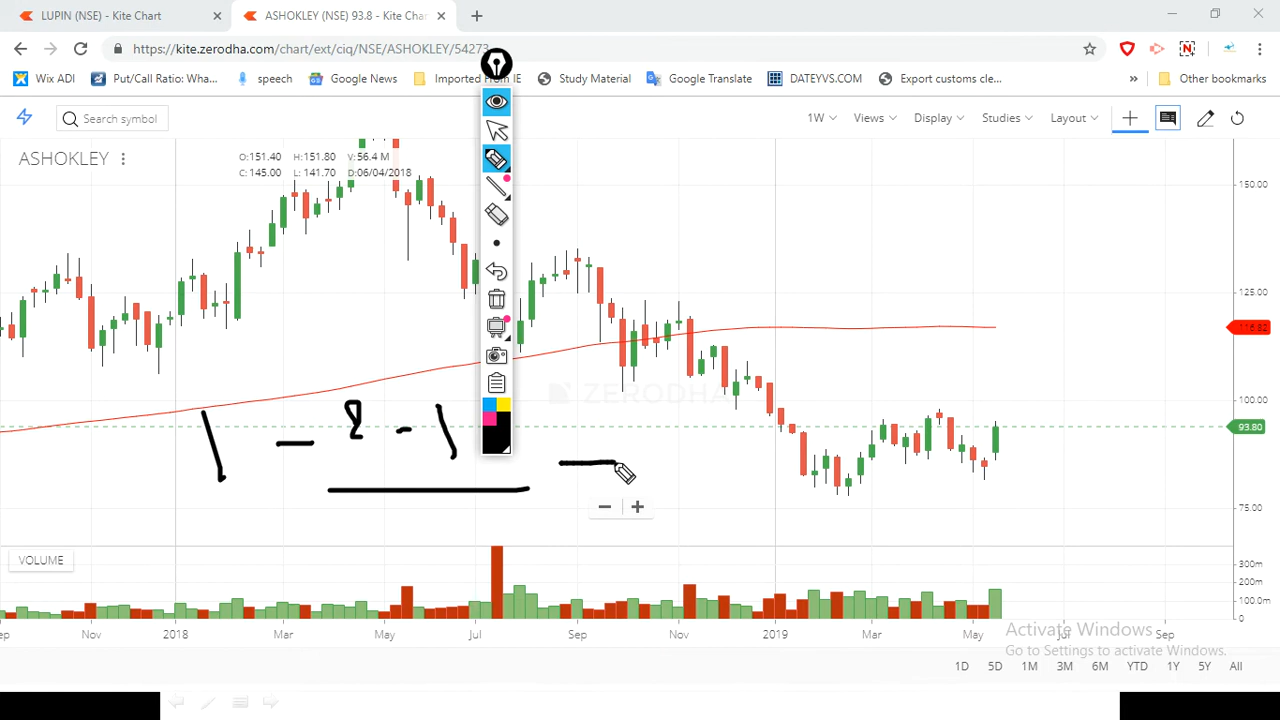 LUPIN (NSE) - Kite Chart
ASHOKLEY (NSE) 93.8 - Kite Char
https://kite.zerodha.com/chart/ext/ciq/NSE/ASHOKLEY/54273
Wix ADI Put/Call Ratio: Wha... speech Google News Imported From IE Study Material Google Translate DATEYVS.COM Export customs cle... » Other bookmarks
Search symbol 1W Views Display Studies Layout
ASHOKLEY
O:151.40 H:151.80 V:56.4 M
C:145.00 L: 141.70 D:06/04/2018
150.00
125.00
116.82
ZERODHA
100.00
93.80
1 - 8 - 1
75.00
VOLUME
300m
200m
100.0m
0
Nov 2018 Mar May Jul Sep Nov 2019 Mar May Jul Sep
Activate Windows
Go to Settings to activate Windows.
1D 5D 1M 3M 6M YTD 1Y 5Y All